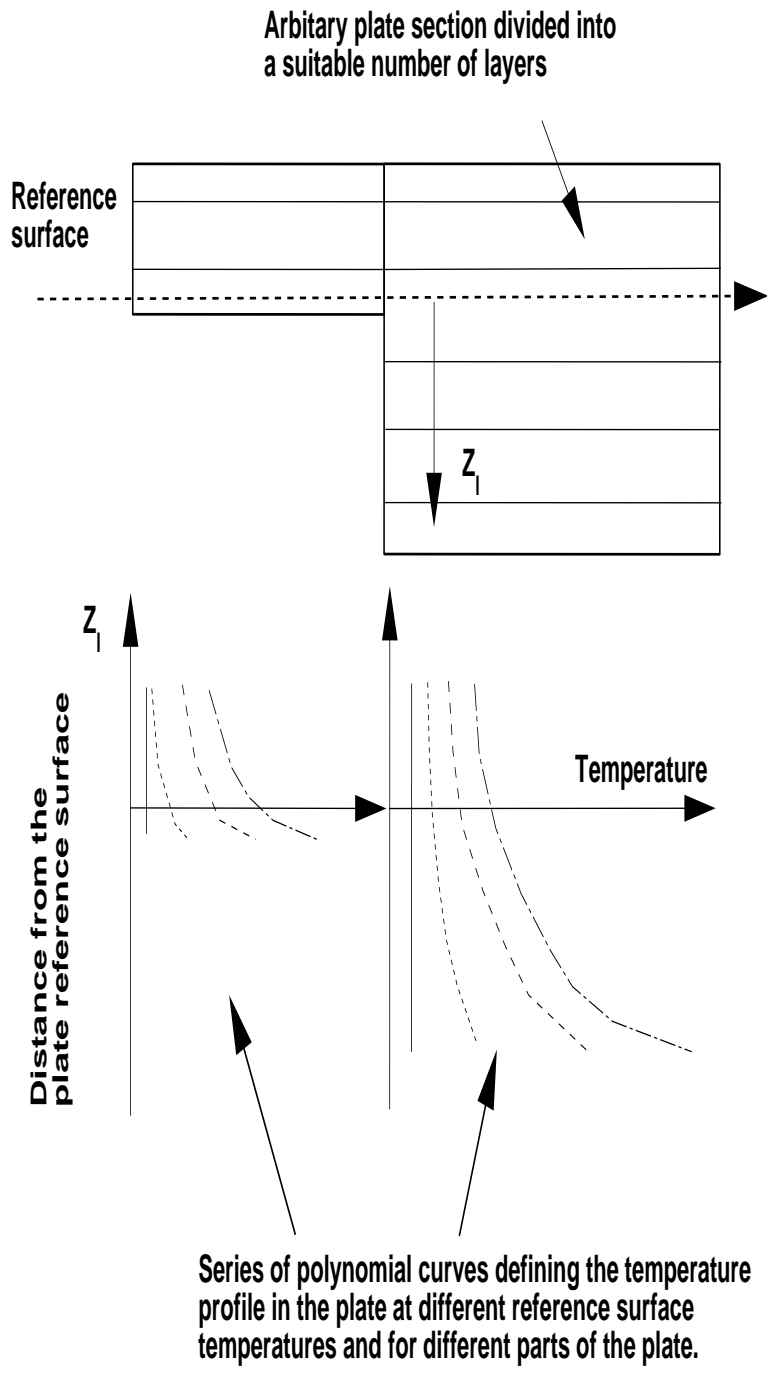 Arbitary plate section divided into
a suitable number of layers
Reference
surface
Z_l
Z_l
Distance from the
plate reference surface
Temperature
Series of polynomial curves defining the temperature
profile in the plate at different reference surface
temperatures and for different parts of the plate.